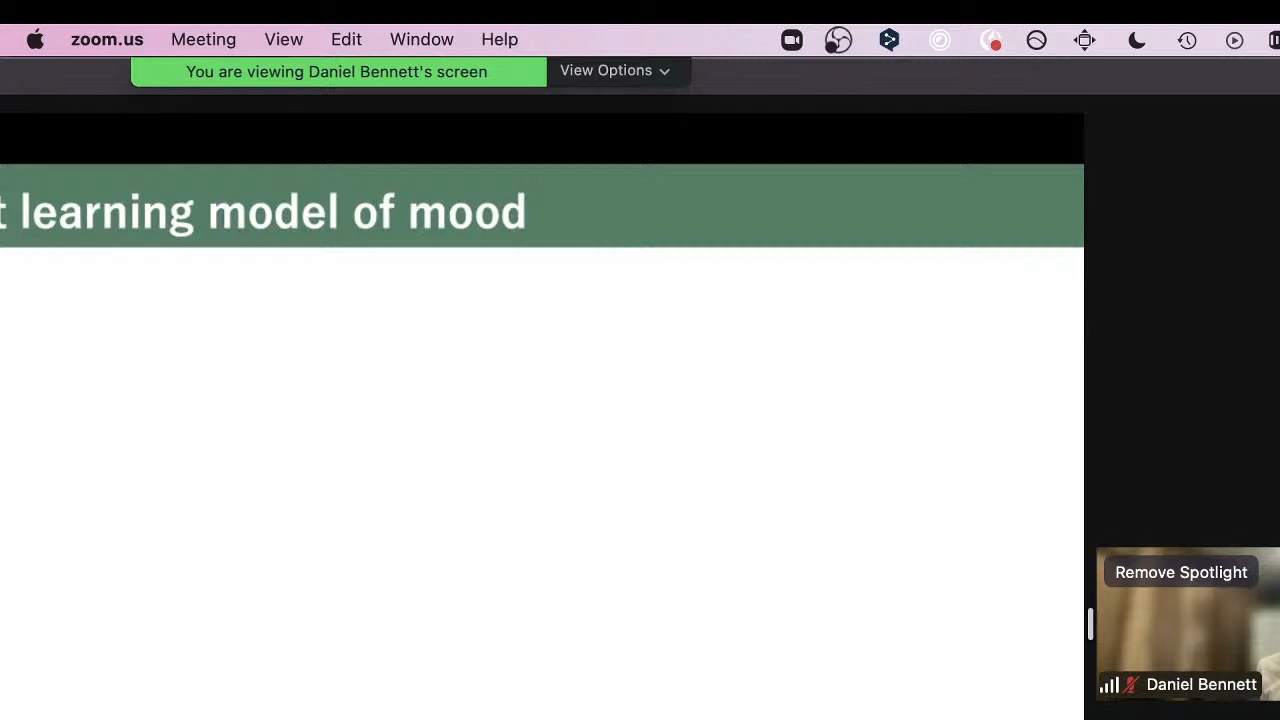 zoom.us Meeting View Edit Window Help
You are viewing Daniel Bennett's screen View Options
t learning model of mood
Remove Spotlight
Daniel Bennett